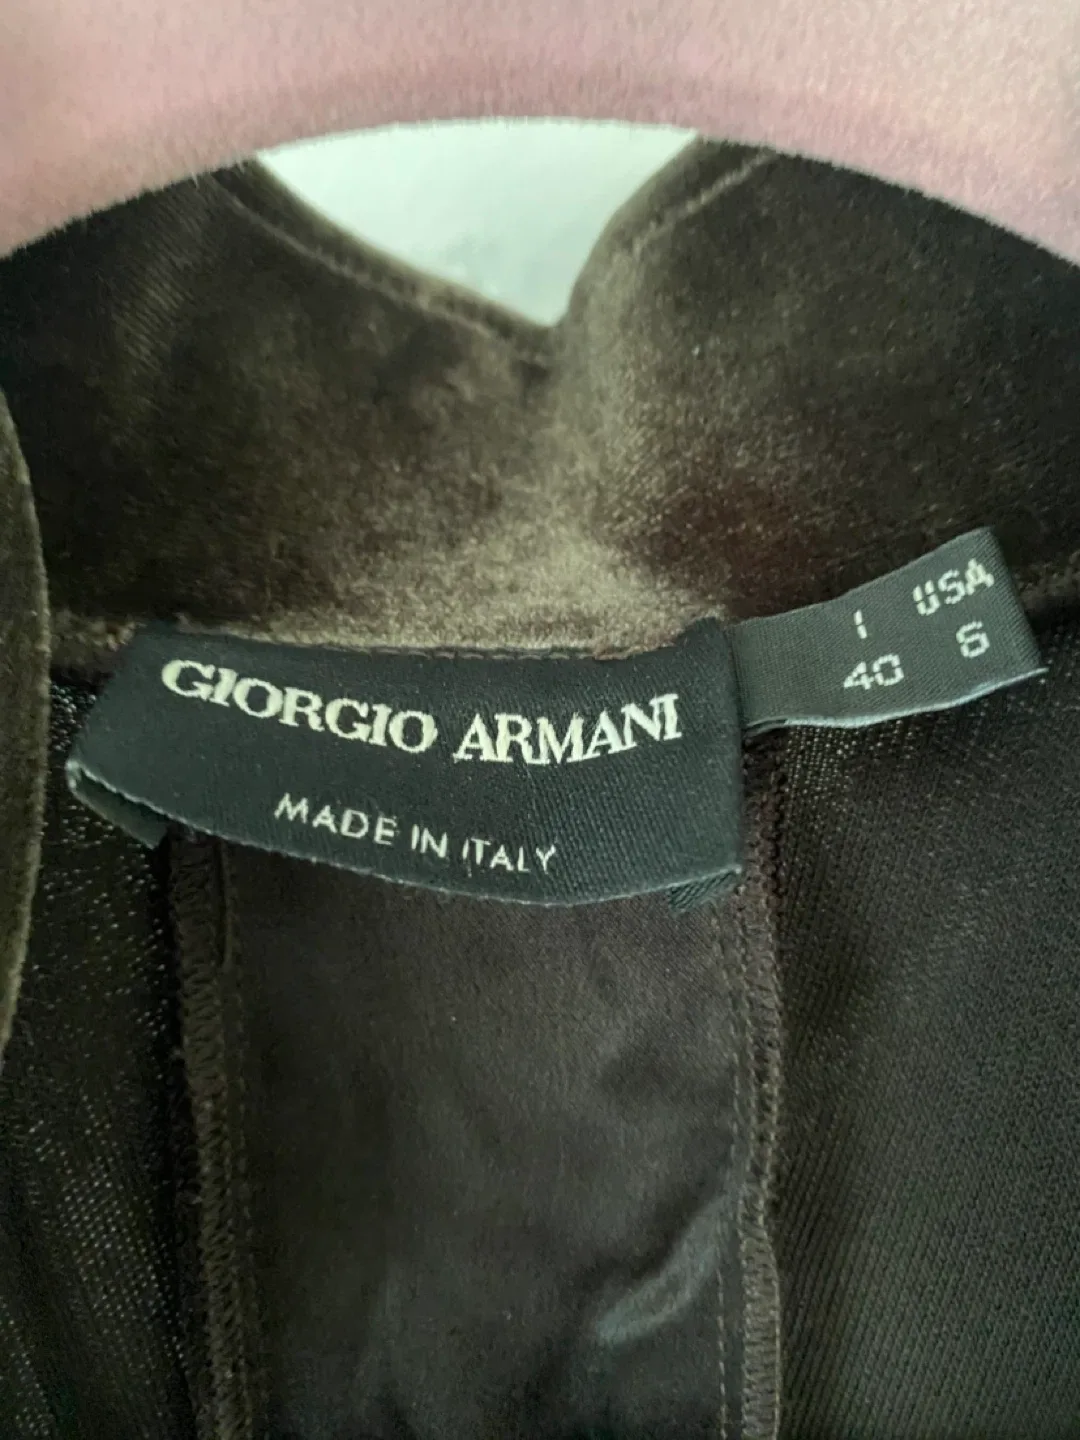 GIORGIO ARMANI
MADE IN ITALY
I USA
40 6